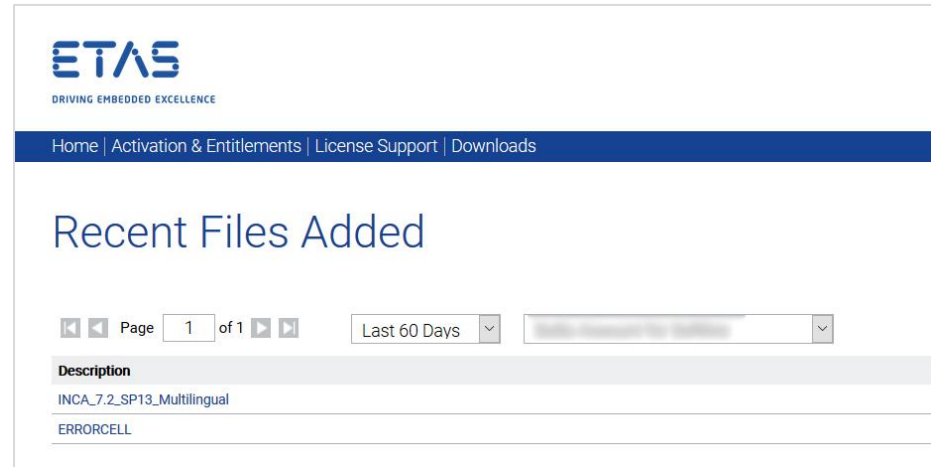 ETAS
DRIVING EMBEDDED EXCELLENCE
Home | Activation & Entitlements | License Support | Downloads
Recent Files Added
Page 1 of 1 Last 60 Days
Description
INCA_7.2_SP13_Multilingual
ERRORCELL